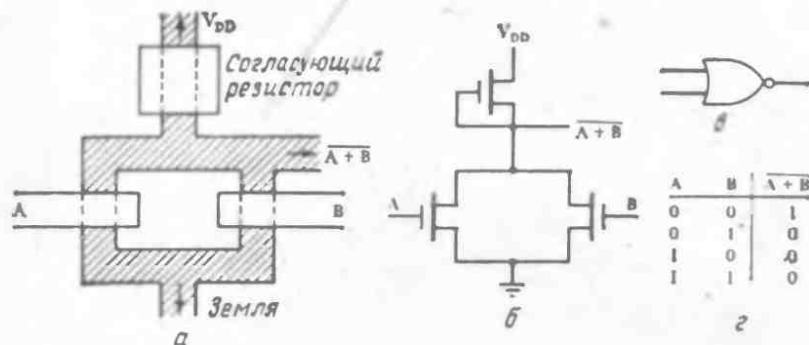 V_DD
Согласующий
резистор
A + B
A
B
Земля
а
V_DD
A + B
A
B
б
в
A B A + B
0 0 1
0 1 0
1 0 0
1 1 0
г